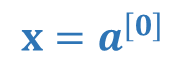 x = a^[0]